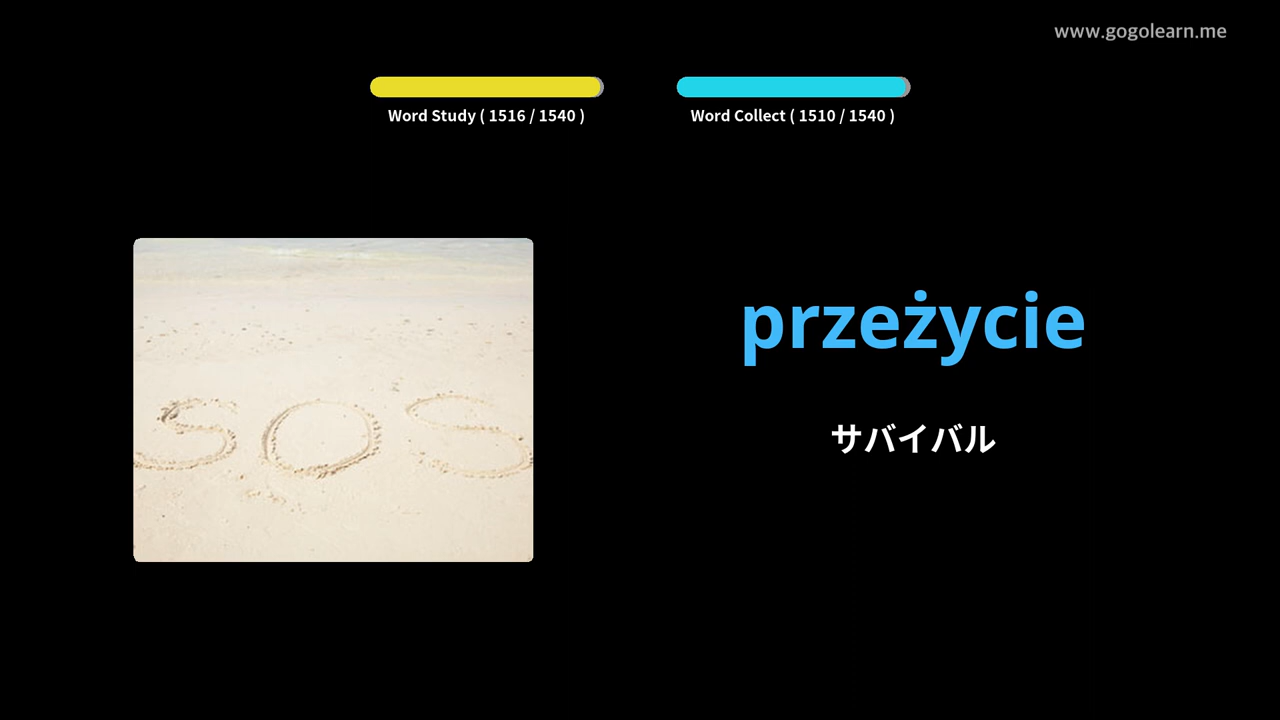 www.gogolearn.me
Word Study ( 1516 / 1540 )
Word Collect ( 1510 / 1540 )
SOS
przeżycie
サバイバル